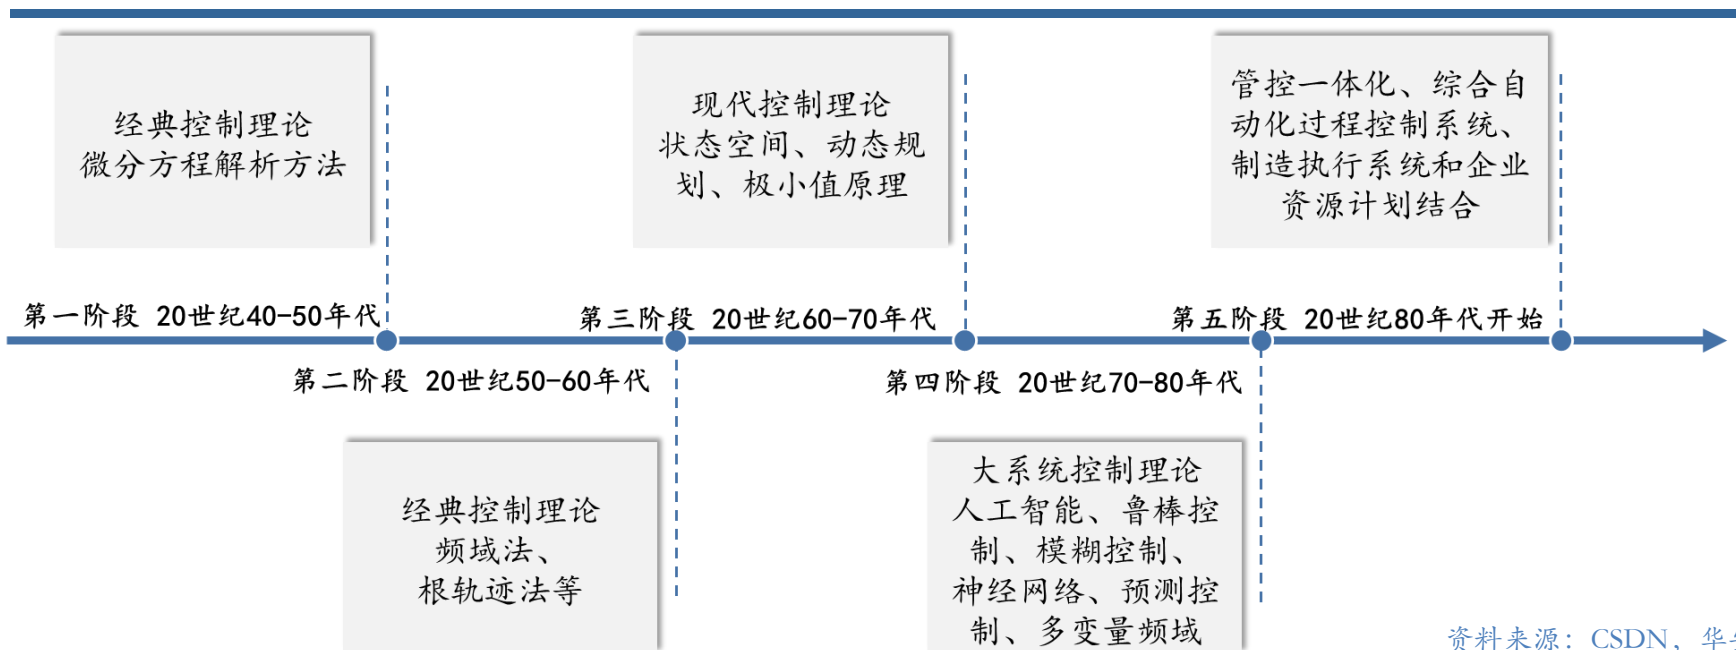 经典控制理论
微分方程解析方法
现代控制理论
状态空间、动态规
划、极小值原理
管控一体化、综合自
动化过程控制系统、
制造执行系统和企业
资源计划结合
第一阶段 20世纪40-50年代
第三阶段 20世纪60-70年代
第五阶段 20世纪80年代开始
第二阶段 20世纪50-60年代
第四阶段 20世纪70-80年代
经典控制理论
频域法、
根轨迹法等
大系统控制理论
人工智能、鲁棒控
制、模糊控制、
神经网络、预测控
制、多变量频域
资料来源：CSDN，华